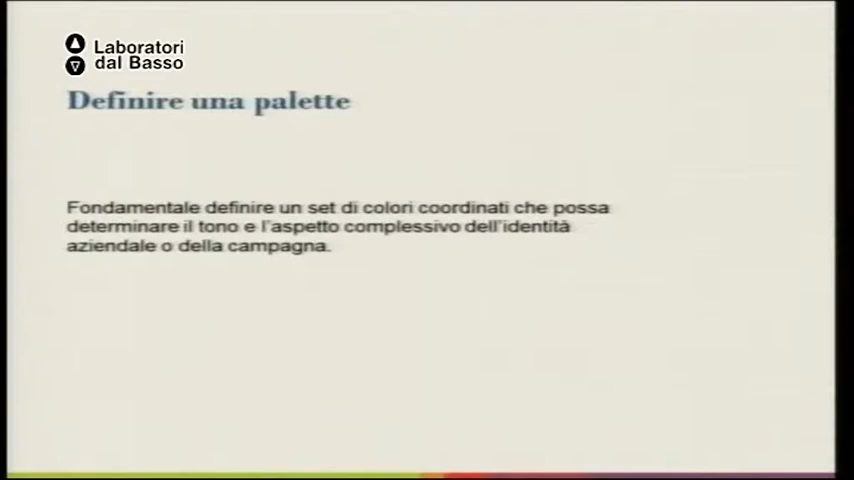 Laboratori
dal Basso
Definire una palette
Fondamentale definire un set di colori coordinati che possa
determinare il tono e l'aspetto complessivo dell'identità
aziendale o della campagna.